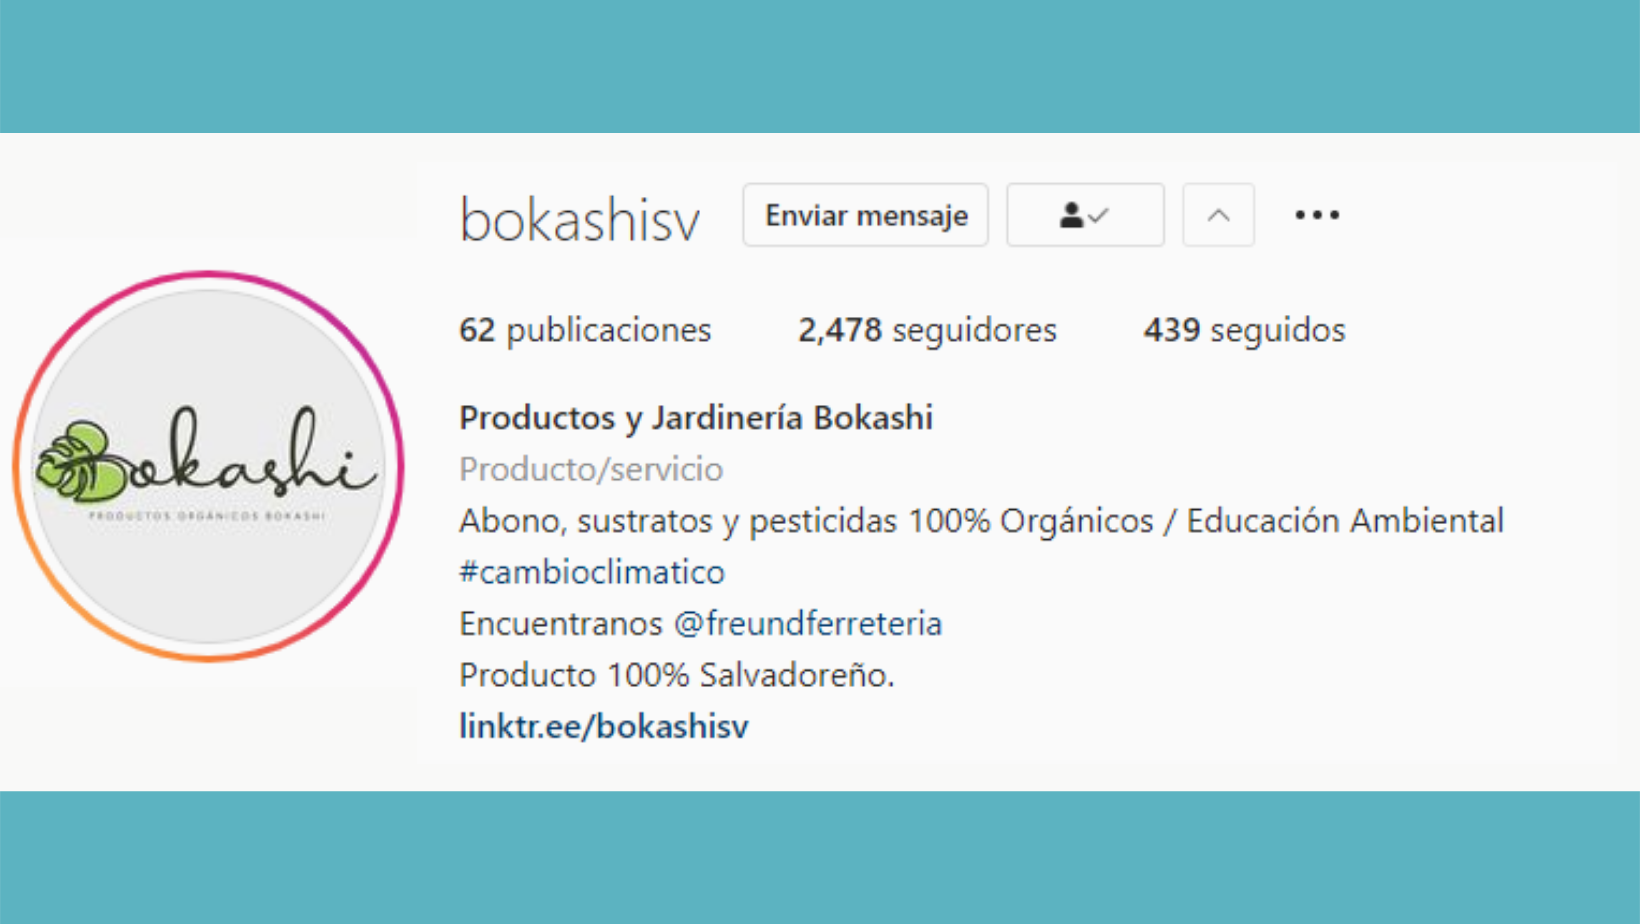 bokashisv Enviar mensaje
62 publicaciones 2,478 seguidores 439 seguidos
Bokashi
PRODUCTOS ORGÁNICOS BOKASHI
Productos y Jardinería Bokashi
Producto/servicio
Abono, sustratos y pesticidas 100% Orgánicos / Educación Ambiental
#cambioclimatico
Encuentranos @freundferreteria
Producto 100% Salvadoreño.
linktr.ee/bokashisv